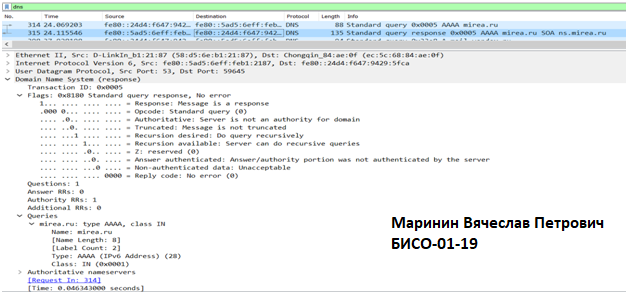 dns
No. Time Source Destination Protocol Length Info
314 24.069203 fe80::24d4:f647:942… fe80::5ad5:6eff:feb… DNS 88 Standard query 0x0005 AAAA mirea.ru
315 24.115546 fe80::5ad5:6eff:feb… fe80::24d4:f647:942… DNS 135 Standard query response 0x0005 AAAA mirea.ru SOA ns.mirea.ru
Ethernet II, Src: D-LinkIn_b1:21:87 (58:d5:6e:b1:21:87), Dst: Chongqin_84:ae:0f (ec:5c:68:84:ae:0f)
Internet Protocol Version 6, Src: fe80::5ad5:6eff:feb1:2187, Dst: fe80::24d4:f647:9429:5fca
User Datagram Protocol, Src Port: 53, Dst Port: 59645
Domain Name System (response)
Transaction ID: 0x0005
Flags: 0x8180 Standard query response, No error
1... .... .... .... = Response: Message is a response
.000 0... .... .... = Opcode: Standard query (0)
.... .0.. .... .... = Authoritative: Server is not an authority for domain
.... ..0. .... .... = Truncated: Message is not truncated
.... ...1 .... .... = Recursion desired: Do query recursively
.... .... 1... .... = Recursion available: Server can do recursive queries
.... .... .0.. .... = Z: reserved (0)
.... .... ..0. .... = Answer authenticated: Answer/authority portion was not authenticated by the server
.... .... ...0 .... = Non-authenticated data: Unacceptable
.... .... .... 0000 = Reply code: No error (0)
Questions: 1
Answer RRs: 0
Authority RRs: 1
Additional RRs: 0
Queries
mirea.ru: type AAAA, class IN
Name: mirea.ru
[Name Length: 8]
[Label Count: 2]
Type: AAAA (IPv6 Address) (28)
Class: IN (0x0001)
Authoritative nameservers
[Request In: 314]
[Time: 0.046343000 seconds]
Маринин Вячеслав Петрович
БИСО-01-19